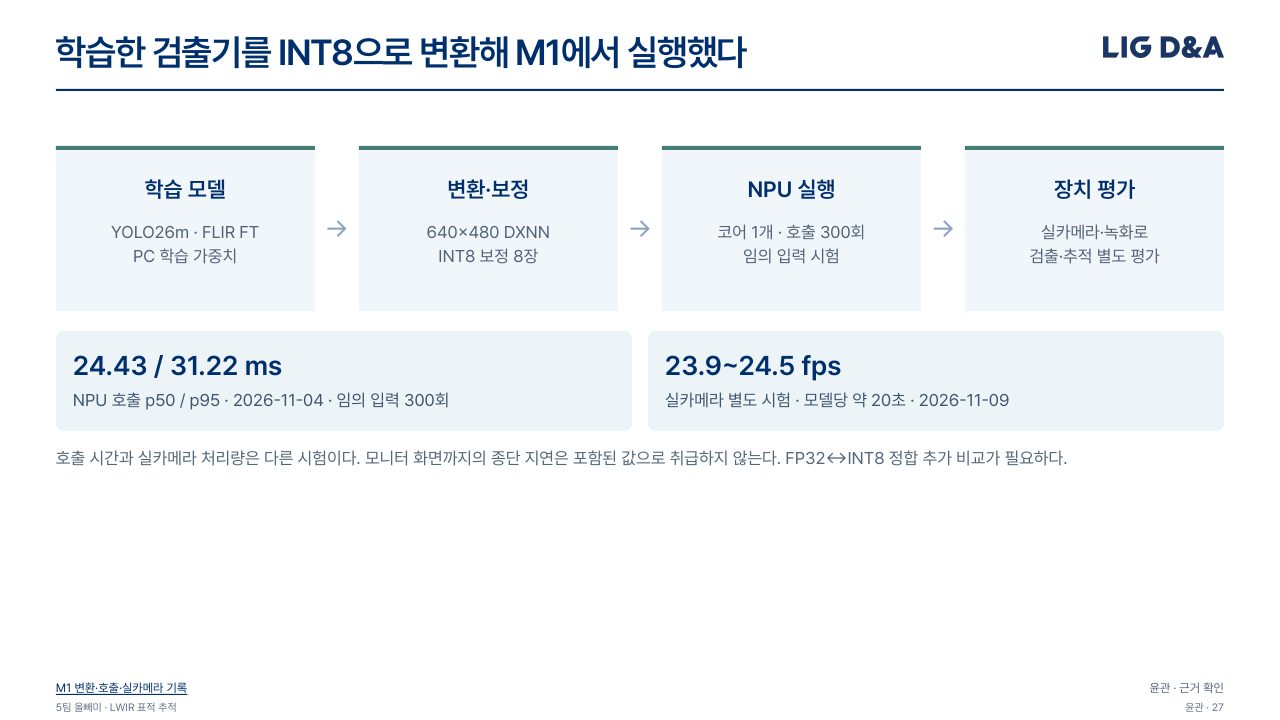 학습한 검출기를 INT8으로 변환해 M1에서 실행했다
LIG D&A
학습 모델
YOLO26m · FLIR FT
PC 학습 가중치
→
변환·보정
640×480 DXNN
INT8 보정 8장
→
NPU 실행
코어 1개 · 호출 300회
임의 입력 시험
→
장치 평가
실카메라·녹화로
검출·추적 별도 평가
24.43 / 31.22 ms
NPU 호출 p50 / p95 · 2026-11-04 · 임의 입력 300회
23.9~24.5 fps
실카메라 별도 시험 · 모델당 약 20초 · 2026-11-09
호출 시간과 실카메라 처리량은 다른 시험이다. 모니터 화면까지의 종단 지연은 포함된 값으로 취급하지 않는다. FP32↔INT8 정합 추가 비교가 필요하다.
M1 변환·호출·실카메라 기록
5팀 올빼미 · LWIR 표적 추적
윤관 · 근거 확인
윤관 · 27